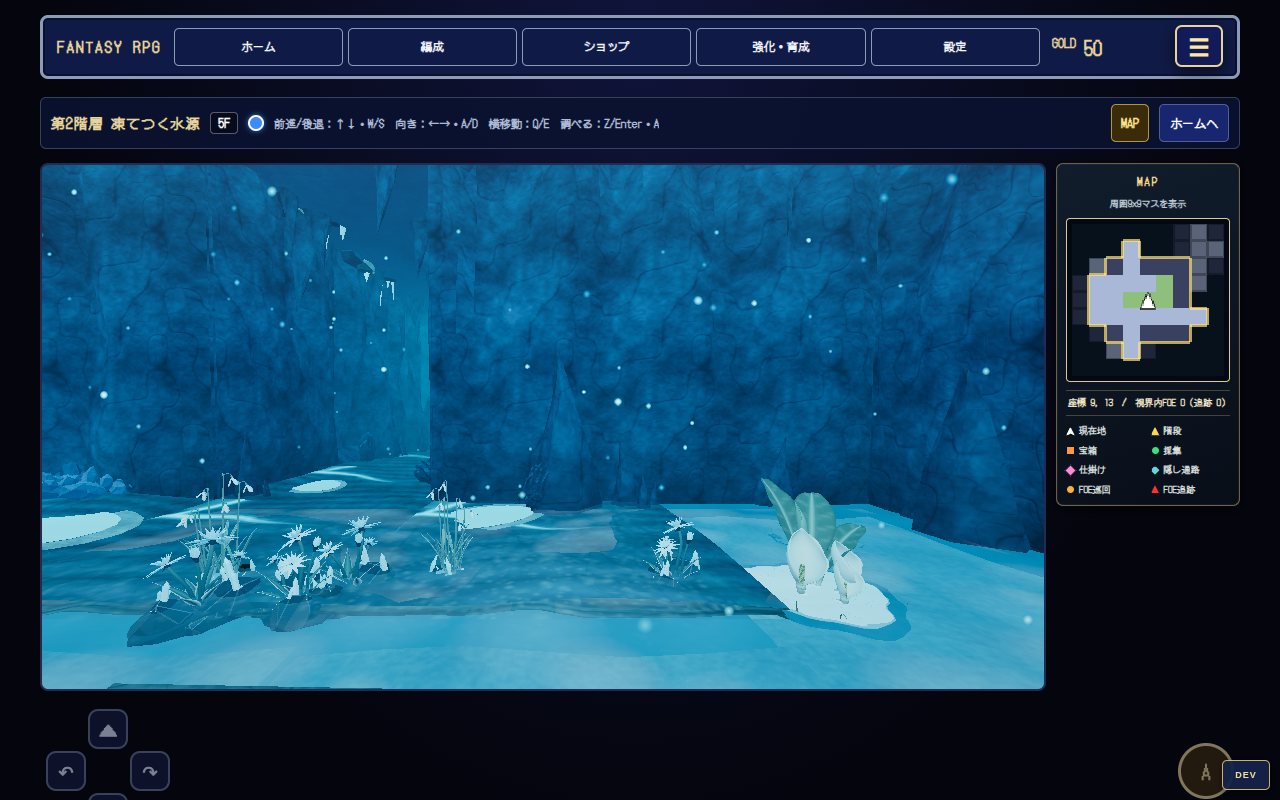 FANTASY RPG ホーム 編成 ショップ 強化・育成 設定 GOLD 50
第2階層 凍てつく水源 5F 前進/後退：↑↓・W/S 向き：←→・A/D 横移動：Q/E 調べる：Z/Enter・A MAP ホームへ
MAP
周囲9x9マスを表示
座標 9, 13 / 視界内FOE 0 (追跡 0)
現在地 階段
宝箱 採集
仕掛け 隠し通路
FOE巡回 FOE追跡
A DEV